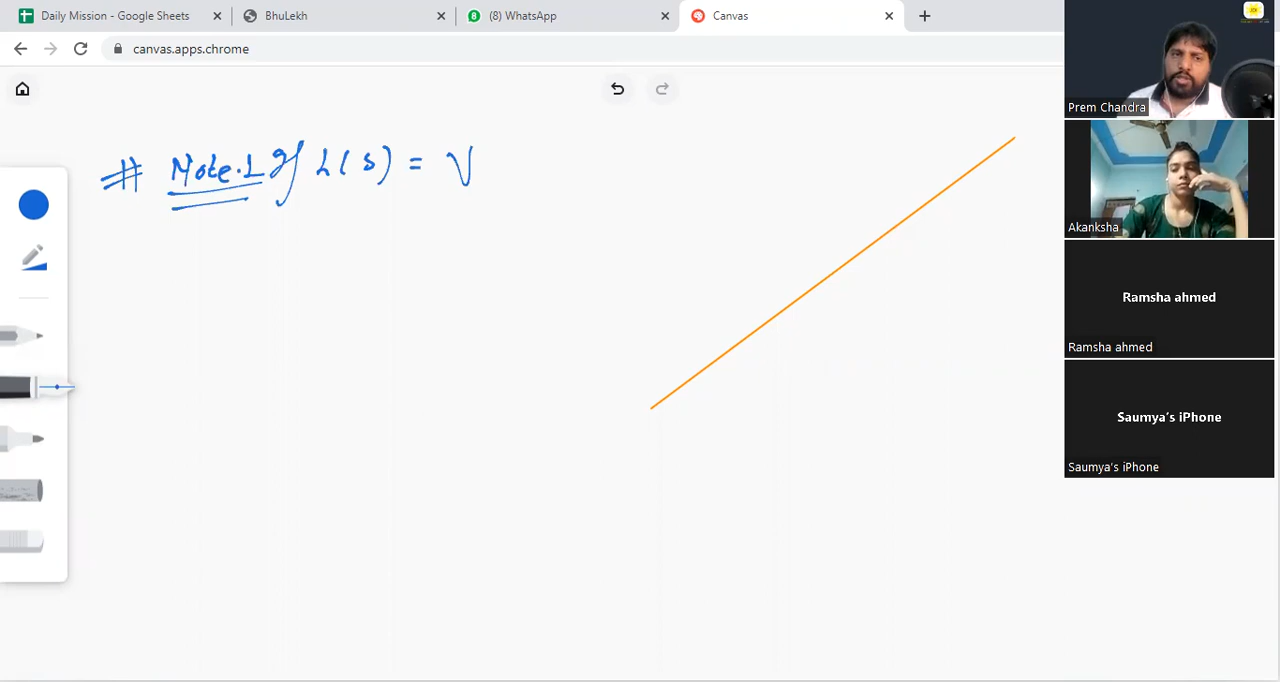 Daily Mission - Google Sheets
BhuLekh
(8) WhatsApp
Canvas
canvas.apps.chrome
# Note.1 If L(S) = V
Prem Chandra
Akanksha
Ramsha ahmed
Ramsha ahmed
Saumya's iPhone
Saumya's iPhone